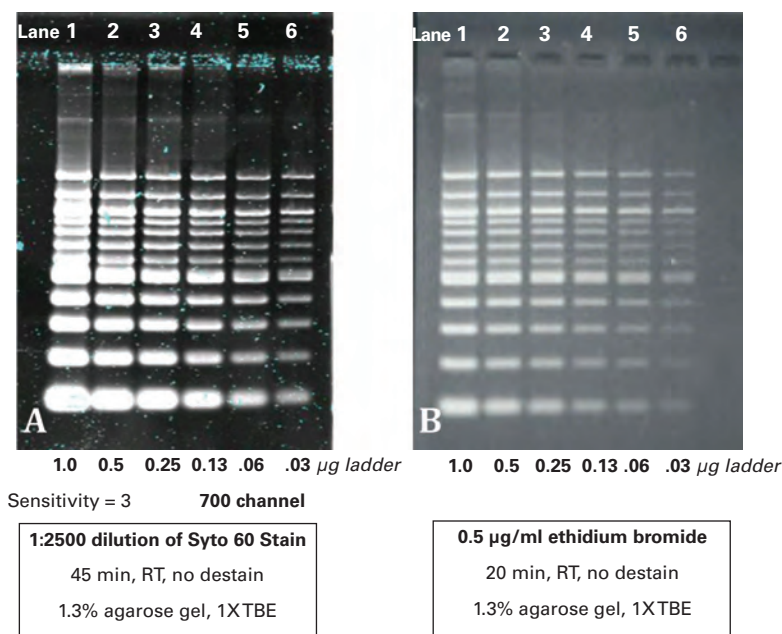 Lane 1 2 3 4 5 6
A
1.0 0.5 0.25 0.13 .06 .03 µg ladder
Sensitivity = 3 700 channel
1:2500 dilution of Syto 60 Stain
45 min, RT, no destain
1.3% agarose gel, 1X TBE
Lane 1 2 3 4 5 6
B
1.0 0.5 0.25 0.13 .06 .03 µg ladder
0.5 µg/ml ethidium bromide
20 min, RT, no destain
1.3% agarose gel, 1X TBE